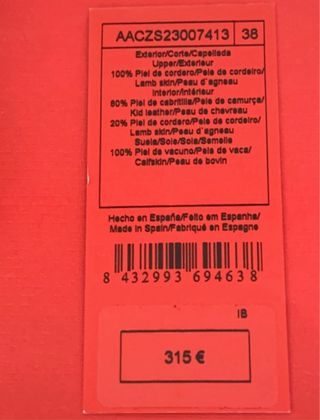 AACZS23007413 38
Exterior/Corte/Capellada
Upper/Exterieur
100% Piel de cordero/Pele de cordeiro/
Lamb skin/Peau d´agneau
Interior/Intérieur
80% Piel de cabritilla/Pele de camurça/
Kid leather/Peau de chevreau
20% Piel de cordero/Pele de cordeiro/
Lamb skin/Peau d´agneau
Suela/Sola/Sole/Semelle
100% Piel de vacuno/Pele de vaca/
Calfskin/Peau de bovin
Hecho en España/Feito em Espanha/
Made in Spain/Fabriqué en Espagne
8 432993 694638
IB
315 €